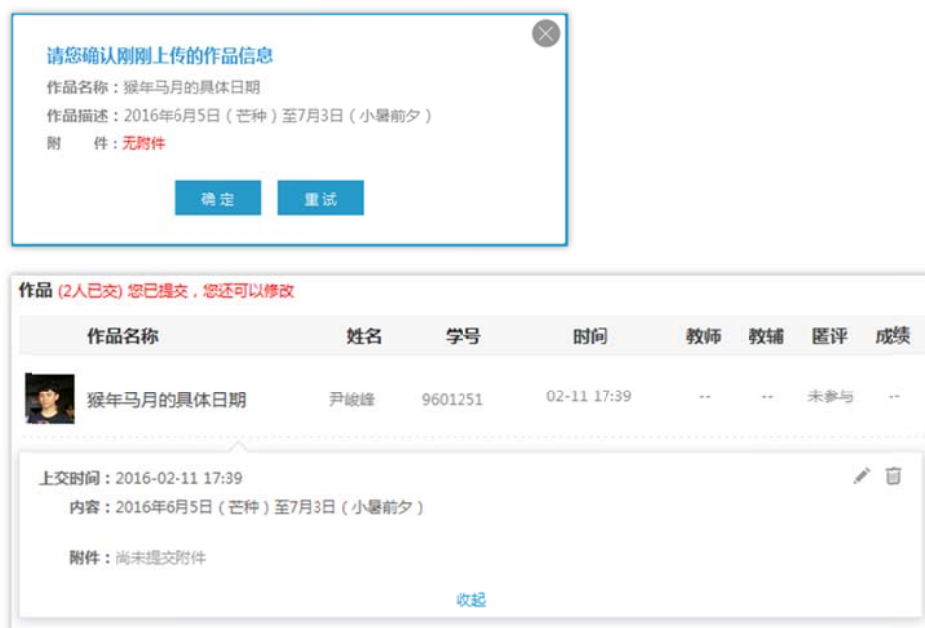 请您确认刚刚上传的作品信息
作品名称：猴年马月的具体日期
作品描述：2016年6月5日（芒种）至7月3日（小暑前夕）
附 件：无附件
确定 重试
作品 (2人已交) 您已提交，您还可以修改
作品名称 姓名 学号 时间 教师 教辅 匿评 成绩
猴年马月的具体日期 尹峻峰 9601251 02-11 17:39 -- -- 未参与 --
上交时间：2016-02-11 17:39
内容：2016年6月5日（芒种）至7月3日（小暑前夕）
附件：尚未提交附件
收起